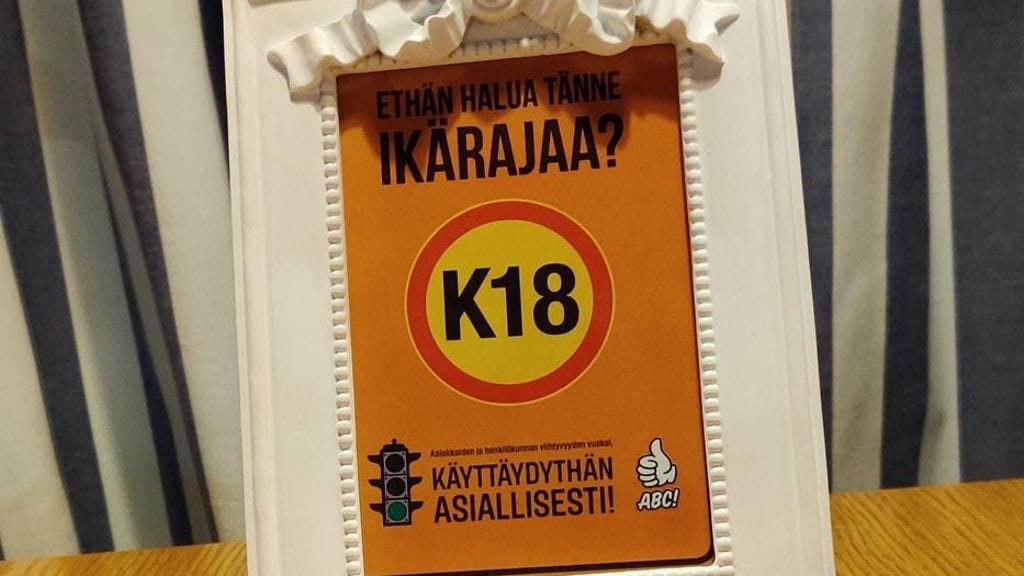 ETHÄN HALUA TÄNNE
IKÄRAJAA?
K18
Asiakkaiden ja henkilökunnan viihtyvyyden vuoksi,
KÄYTTÄYDYTHÄN
ASIALLISESTI!
ABC!